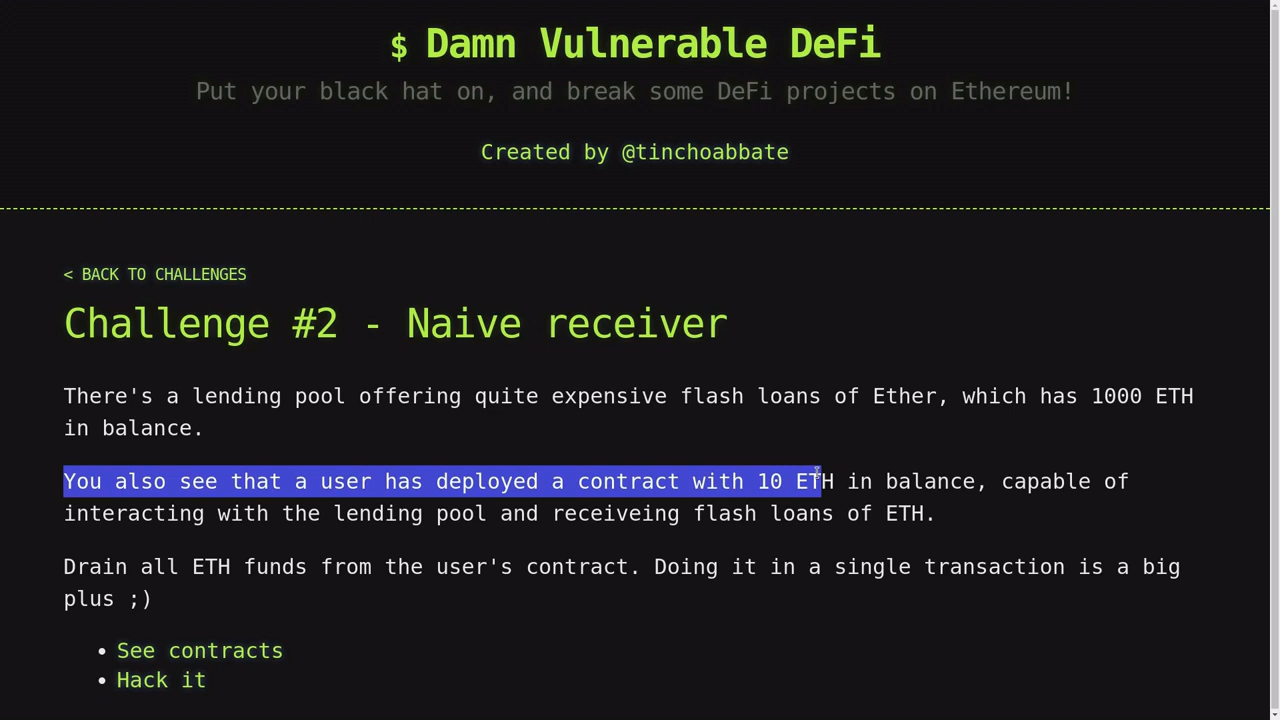 $ Damn Vulnerable DeFi
Put your black hat on, and break some DeFi projects on Ethereum!
Created by @tinchoabbate
< BACK TO CHALLENGES
Challenge #2 - Naive receiver
There's a lending pool offering quite expensive flash loans of Ether, which has 1000 ETH
in balance.
You also see that a user has deployed a contract with 10 ETH in balance, capable of
interacting with the lending pool and receiveing flash loans of ETH.
Drain all ETH funds from the user's contract. Doing it in a single transaction is a big
plus ;)
• See contracts
• Hack it